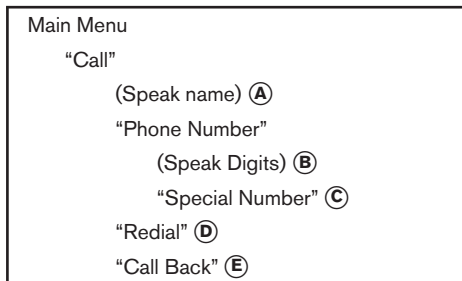 Main Menu
“Call”
(Speak name) Ⓐ
“Phone Number”
(Speak Digits) Ⓑ
“Special Number” Ⓒ
“Redial” Ⓓ
“Call Back” Ⓔ